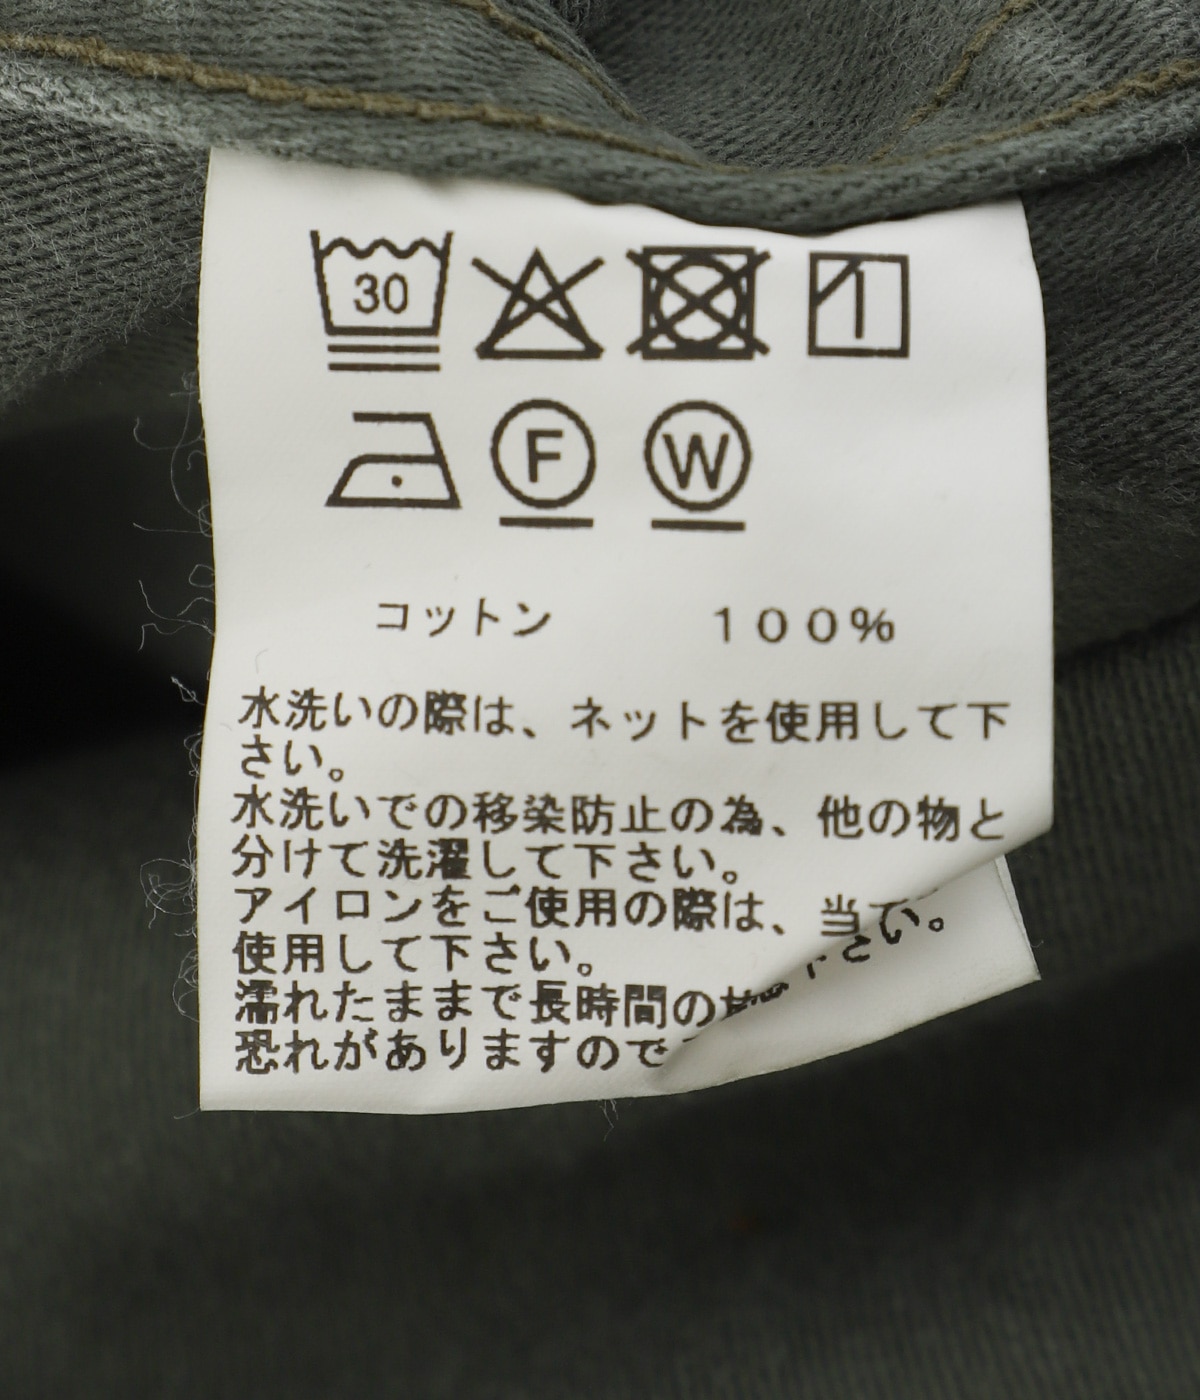 30
F W
コットン 100%
水洗いの際は、ネットを使用して下
さい。
水洗いでの移染防止の為、他の物と
分けて洗濯して下さい。
アイロンをご使用の際は、当て
使用して下さい。
濡れたままで長時間の
恐れがありますので
下さい。